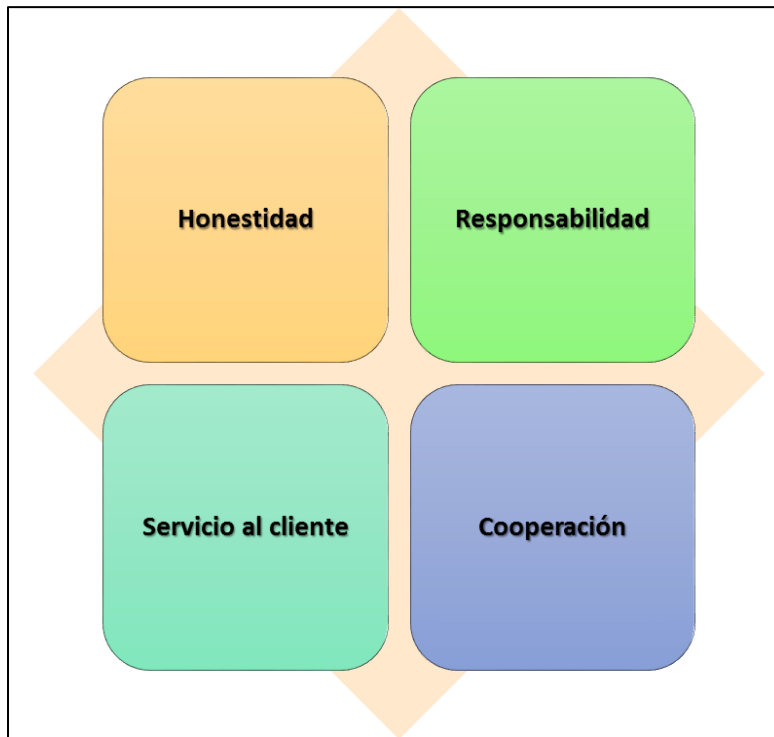 Honestidad
Responsabilidad
Servicio al cliente
Cooperación